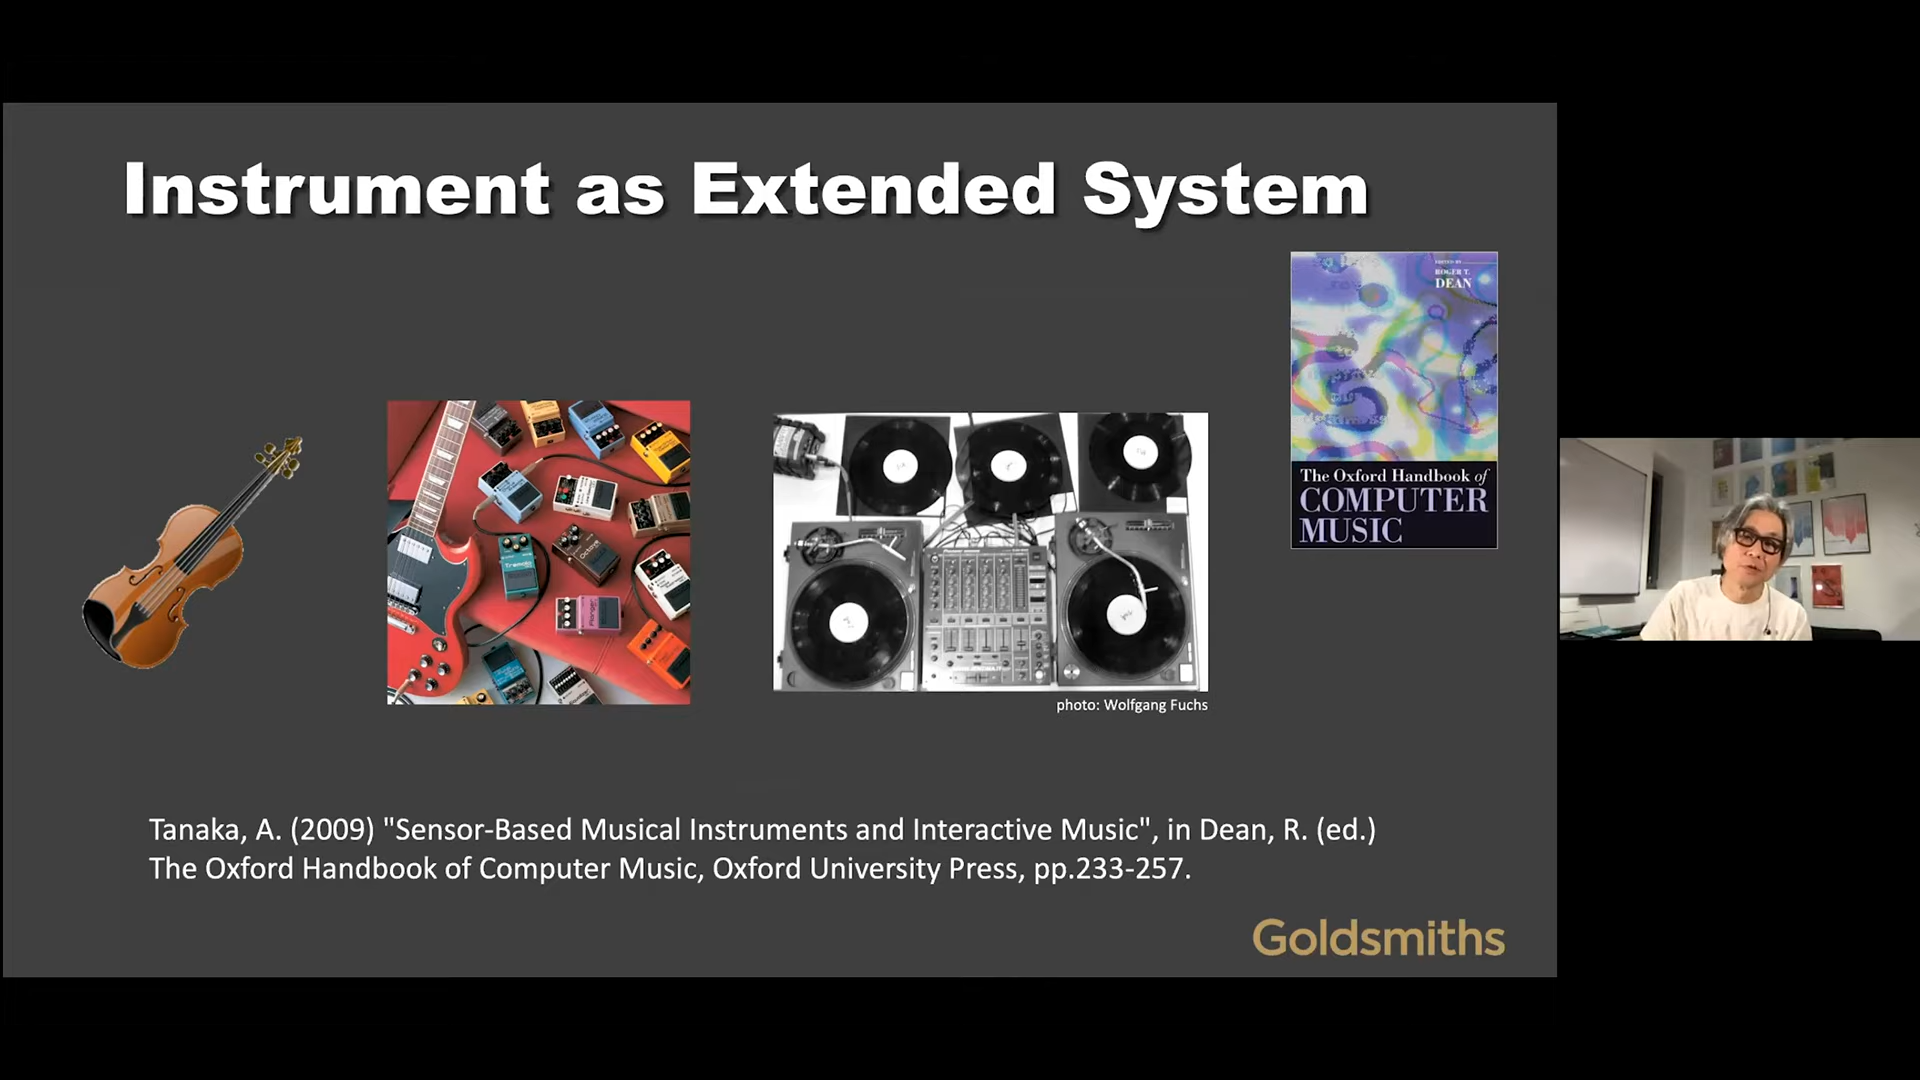 Instrument as Extended System
EDITED BY
ROGER T.
DEAN
The Oxford Handbook of
COMPUTER
MUSIC
photo: Wolfgang Fuchs
Tanaka, A. (2009) "Sensor-Based Musical Instruments and Interactive Music", in Dean, R. (ed.)
The Oxford Handbook of Computer Music, Oxford University Press, pp.233-257.
Goldsmiths